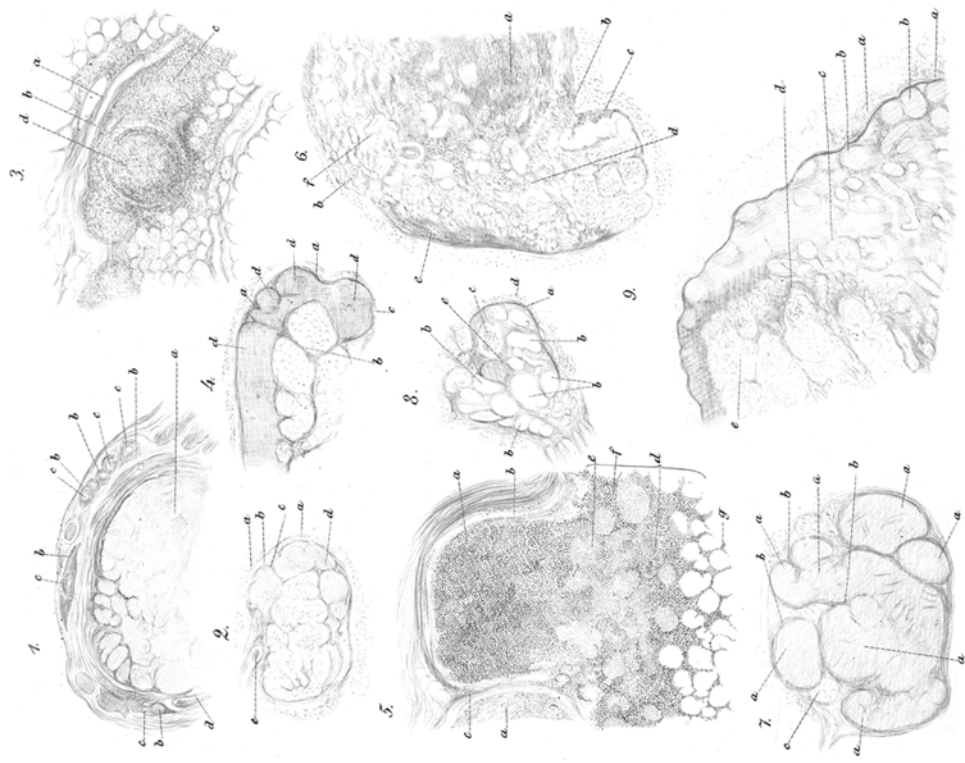 1.
c b
d
c b
c b
b c
c b
a
2.
a b c a d
e
3.
d b a c
4.
d a d d a d
c
b
5.
a b e f d g
c a
6.
a b c
d
f
b
c
7.
a b a b a
a
a
a
c
a
8.
b e c d a
b
b
b
9.
d c b a b a
e